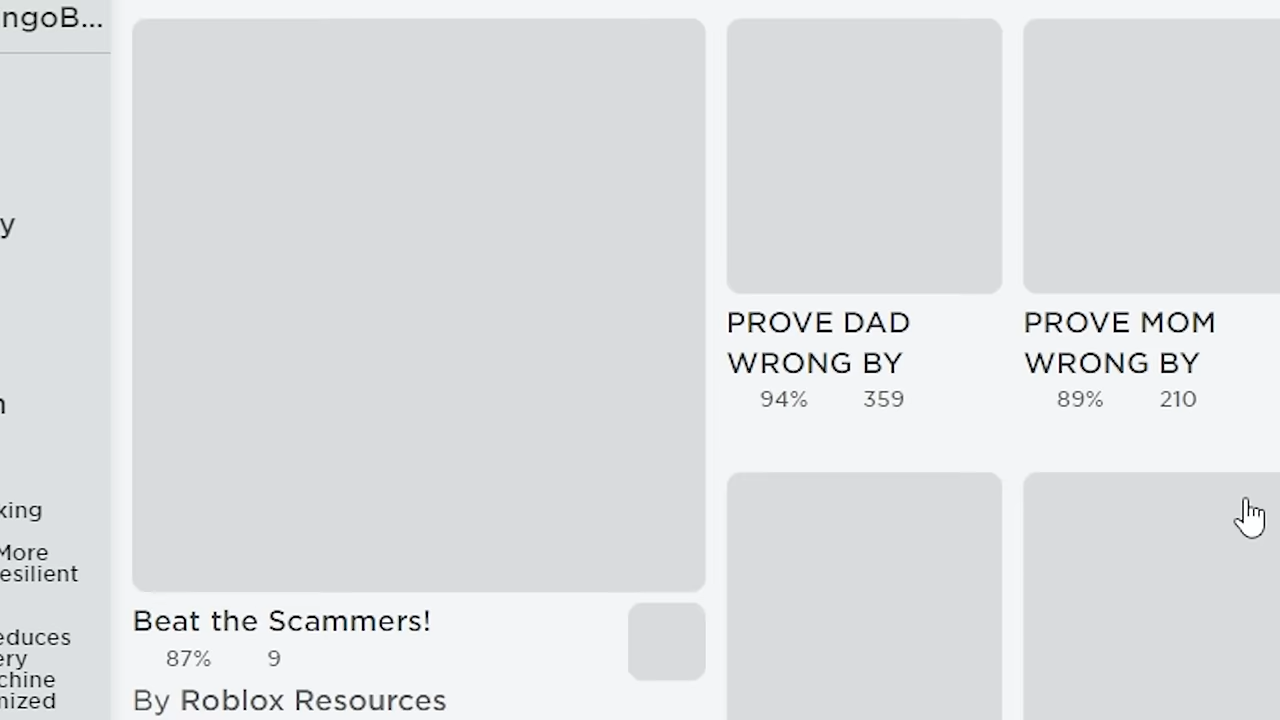 ngoB...
y
n
king
More
esilient
educes
ery
chine
nized
Beat the Scammers!
87% 9
By Roblox Resources
PROVE DAD
WRONG BY
94% 359
PROVE MOM
WRONG BY
89% 210